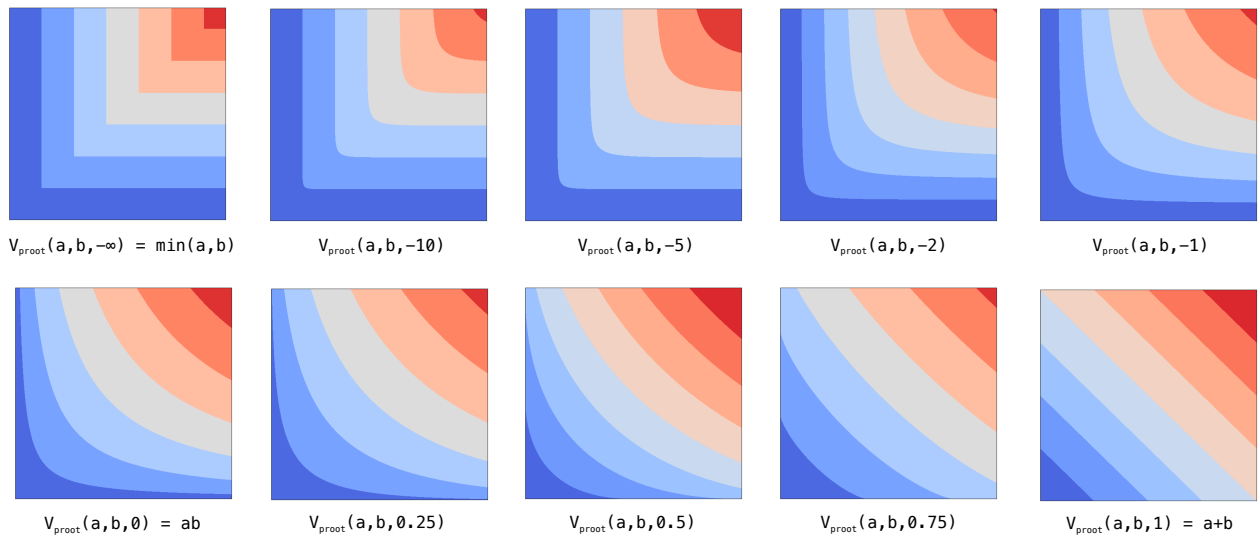 Vₚᵣₒₒₜ(a,b,−∞) = min(a,b)
Vₚᵣₒₒₜ(a,b,−10)
Vₚᵣₒₒₜ(a,b,−5)
Vₚᵣₒₒₜ(a,b,−2)
Vₚᵣₒₒₜ(a,b,−1)
Vₚᵣₒₒₜ(a,b,0) = ab
Vₚᵣₒₒₜ(a,b,0.25)
Vₚᵣₒₒₜ(a,b,0.5)
Vₚᵣₒₒₜ(a,b,0.75)
Vₚᵣₒₒₜ(a,b,1) = a+b